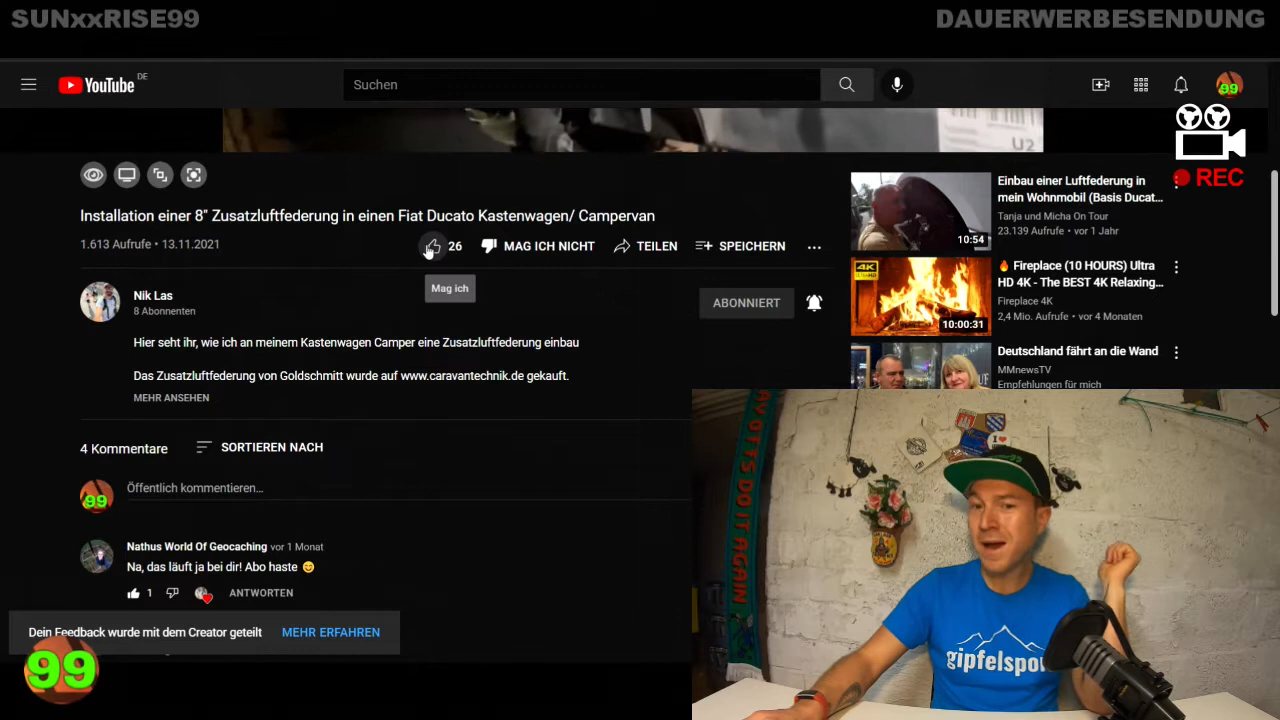 SUNxxRISE99
DAUERWERBESENDUNG
YouTube DE
Suchen
99
REC
U2
Installation einer 8" Zusatzluftfederung in einen Fiat Ducato Kastenwagen/ Campervan
1.613 Aufrufe • 13.11.2021
26
MAG ICH NICHT
TEILEN
SPEICHERN
Mag ich
Nik Las
8 Abonnenten
ABONNIERT
Hier seht ihr, wie ich an meinem Kastenwagen Camper eine Zusatzluftfederung einbau
Das Zusatzluftfederung von Goldschmitt wurde auf www.caravantechnik.de gekauft.
MEHR ANSEHEN
4 Kommentare
SORTIEREN NACH
99
Öffentlich kommentieren...
Nathus World Of Geocaching vor 1 Monat
Na, das läuft ja bei dir! Abo haste 😊
1
ANTWORTEN
Dein Feedback wurde mit dem Creator geteilt
MEHR ERFAHREN
99
10:54
Einbau einer Luftfederung in
mein Wohnmobil (Basis Ducat...
Tanja und Micha On Tour
23.139 Aufrufe • vor 1 Jahr
4K
10:00:31
🔥 Fireplace (10 HOURS) Ultra
HD 4K - The BEST 4K Relaxing...
Fireplace 4K
2,4 Mio. Aufrufe • vor 4 Monaten
Deutschland fährt an die Wand
MMnewsTV
Empfehlungen für mich
I
DO IT AGAIN
gipfelspo